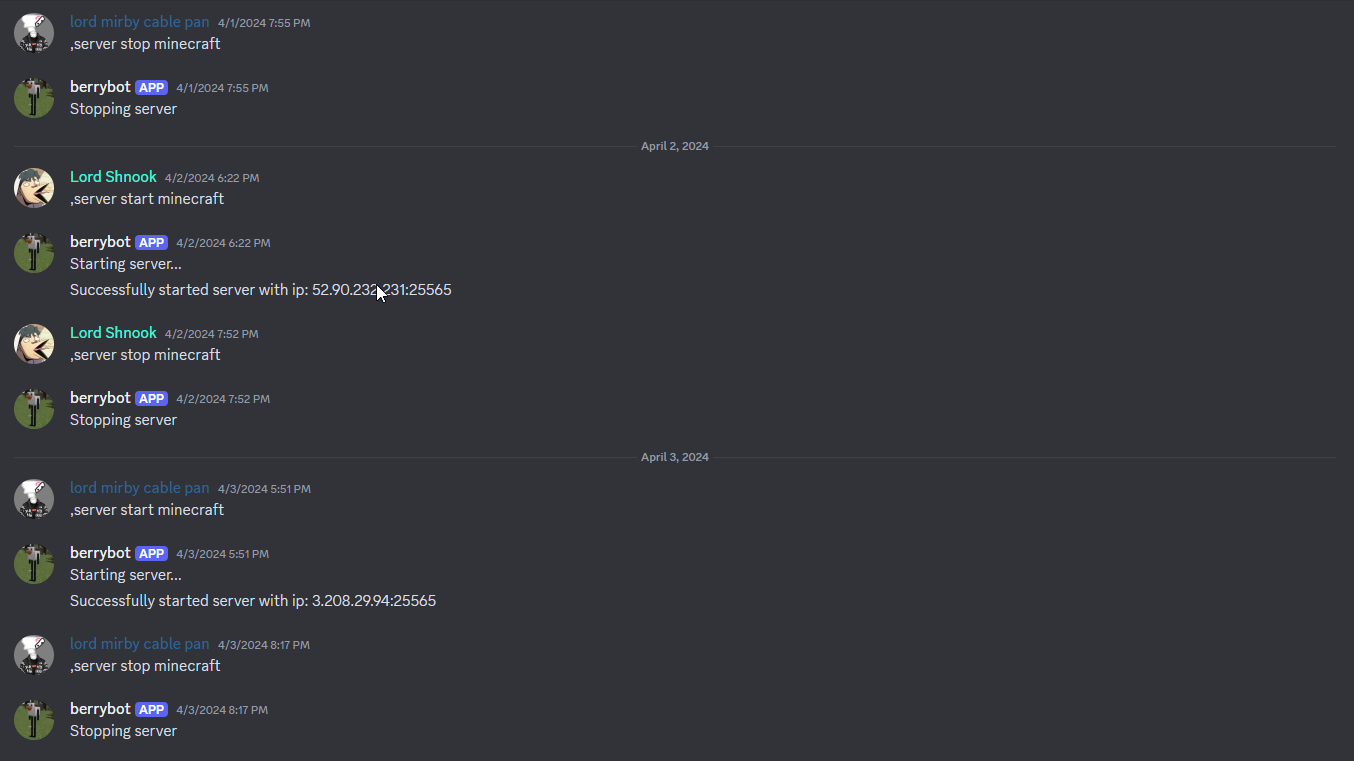 lord mirby cable pan 4/1/2024 7:55 PM
,server stop minecraft
berrybot APP 4/1/2024 7:55 PM
Stopping server
April 2, 2024
Lord Shnook 4/2/2024 6:22 PM
,server start minecraft
berrybot APP 4/2/2024 6:22 PM
Starting server...
Successfully started server with ip: 52.90.232.231:25565
Lord Shnook 4/2/2024 7:52 PM
,server stop minecraft
berrybot APP 4/2/2024 7:52 PM
Stopping server
April 3, 2024
lord mirby cable pan 4/3/2024 5:51 PM
,server start minecraft
berrybot APP 4/3/2024 5:51 PM
Starting server...
Successfully started server with ip: 3.208.29.94:25565
lord mirby cable pan 4/3/2024 8:17 PM
,server stop minecraft
berrybot APP 4/3/2024 8:17 PM
Stopping server